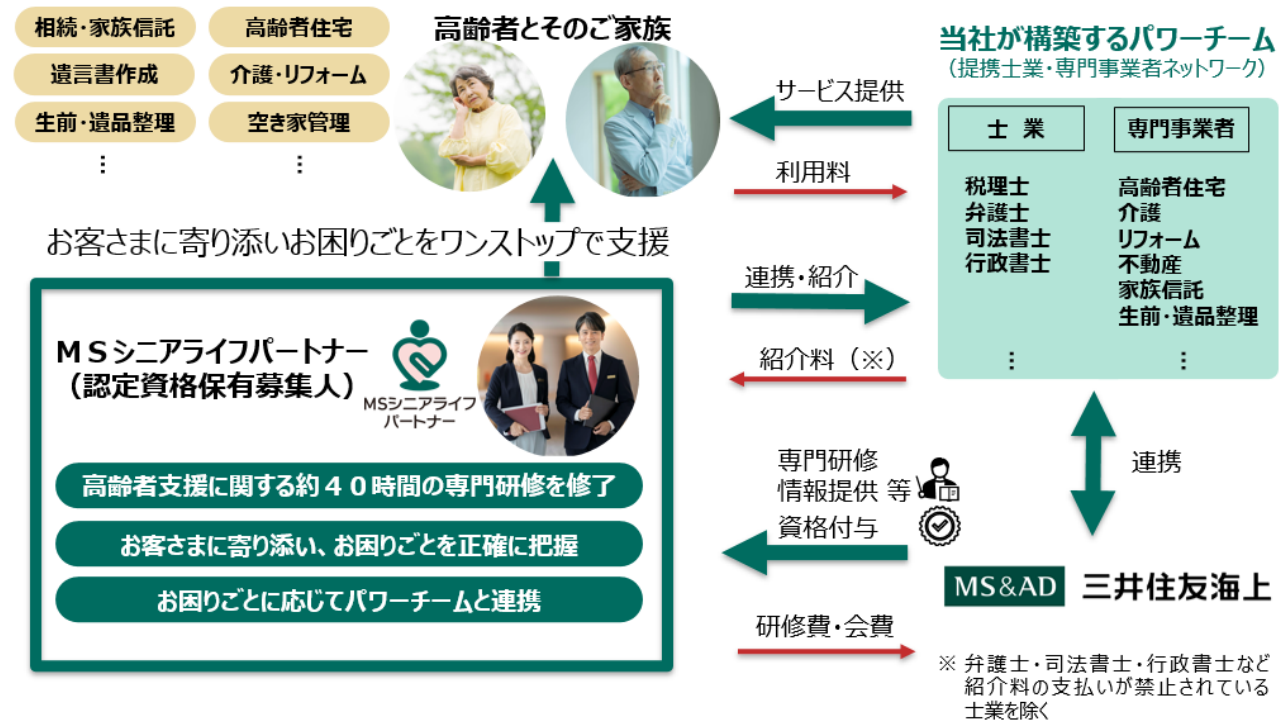 相続・家族信託
高齢者住宅
遺言書作成
介護・リフォーム
生前・遺品整理
空き家管理
⋮
⋮
高齢者とそのご家族
お客さまに寄り添いお困りごとをワンストップで支援
MSシニアライフパートナー
(認定資格保有募集人)
MSシニアライフ
パートナー
高齢者支援に関する約40時間の専門研修を修了
お客さまに寄り添い、お困りごとを正確に把握
お困りごとに応じてパワーチームと連携
サービス提供
利用料
連携・紹介
紹介料(※)
専門研修
情報提供 等
資格付与
研修費・会費
当社が構築するパワーチーム
(提携士業・専門事業者ネットワーク)
士 業
税理士
弁護士
司法書士
行政書士
⋮
専門事業者
高齢者住宅
介護
リフォーム
不動産
家族信託
生前・遺品整理
⋮
連携
MS&AD 三井住友海上
※ 弁護士・司法書士・行政書士など
紹介料の支払いが禁止されている
士業を除く